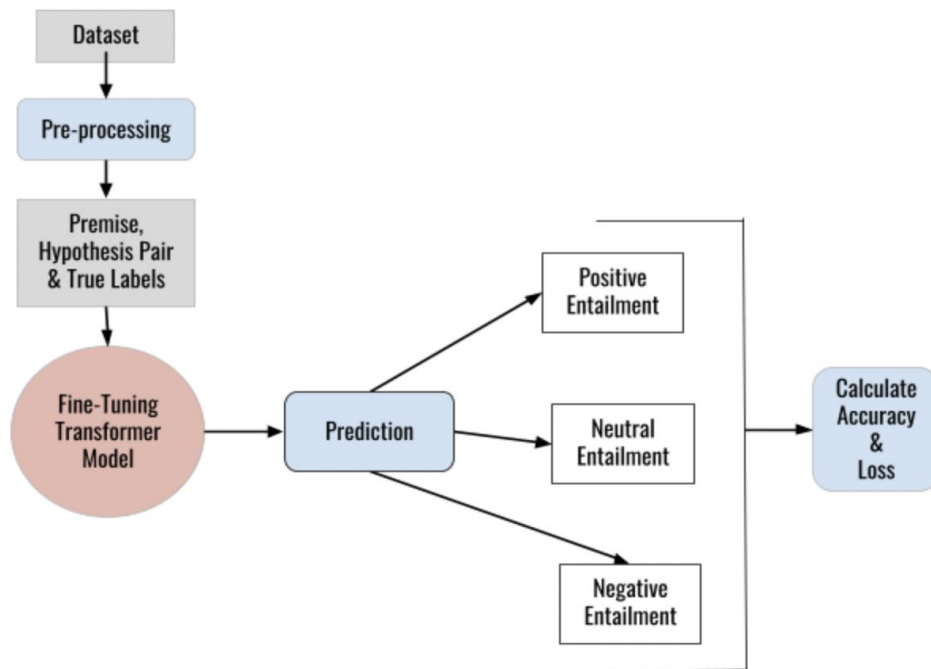 Dataset
Pre-processing
Premise,
Hypothesis Pair
& True Labels
Fine-Tuning
Transformer
Model
Prediction
Positive
Entailment
Neutral
Entailment
Negative
Entailment
Calculate
Accuracy
&
Loss